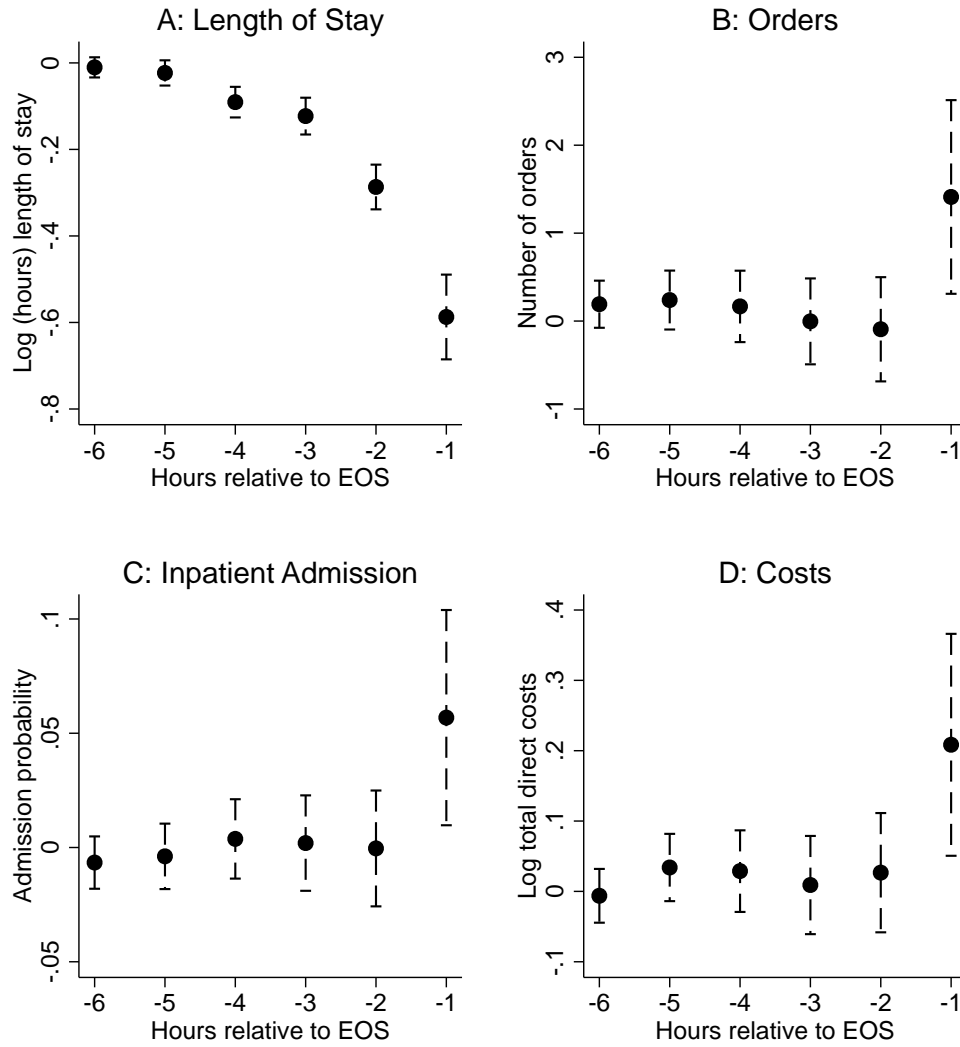 A: Length of Stay
Log (hours) length of stay
0
-.2
-.4
-.6
-.8
-6 -5 -4 -3 -2 -1
Hours relative to EOS
B: Orders
Number of orders
3
2
1
0
-1
-6 -5 -4 -3 -2 -1
Hours relative to EOS
C: Inpatient Admission
Admission probability
.1
.05
0
-.05
-6 -5 -4 -3 -2 -1
Hours relative to EOS
D: Costs
Log total direct costs
.4
.3
.2
.1
0
-.1
-6 -5 -4 -3 -2 -1
Hours relative to EOS